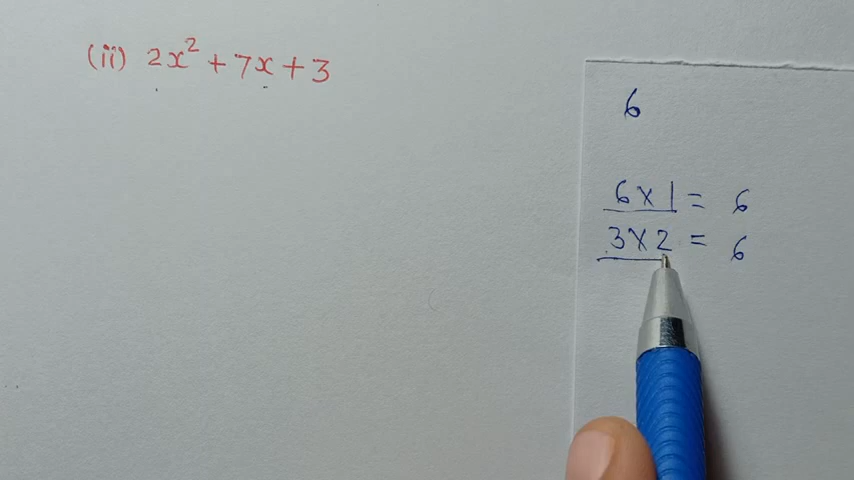 (ii) 2x² + 7x + 3
6
6 x 1 = 6
3 x 2 = 6